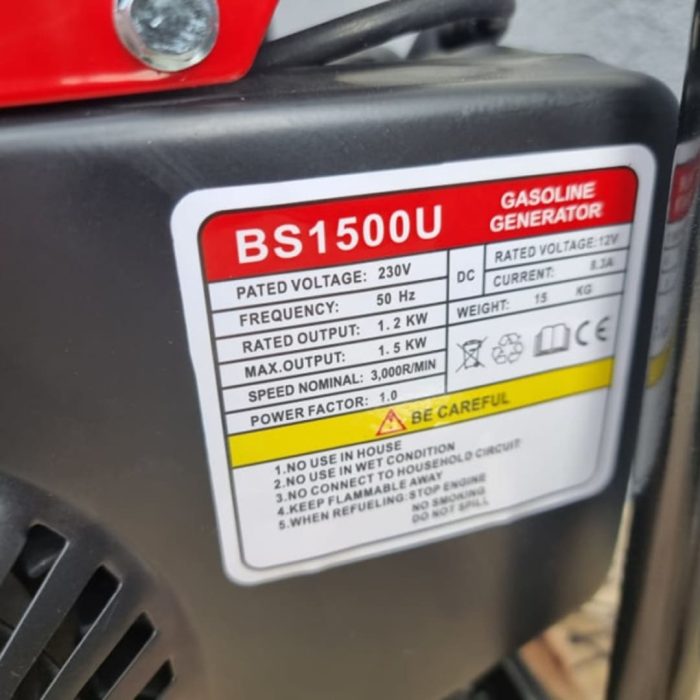 BS1500U
GASOLINE
GENERATOR
PATED VOLTAGE: 230V
FREQUENCY: 50 Hz
RATED OUTPUT: 1. 2 KW
MAX.OUTPUT: 1. 5 KW
SPEED NOMINAL: 3,000R/MIN
POWER FACTOR: 1.0
DC
RATED VOLTAGE:12V
CURRENT: 8.3A
WEIGHT: 15 KG
CE
BE CAREFUL
1.NO USE IN HOUSE
2.NO USE IN WET CONDITION
3.NO CONNECT TO HOUSEHOLD CIRCUIT
4.KEEP FLAMMABLE AWAY
5.WHEN REFUELING:STOP ENGINE
NO SMOKING
DO NOT SPILL